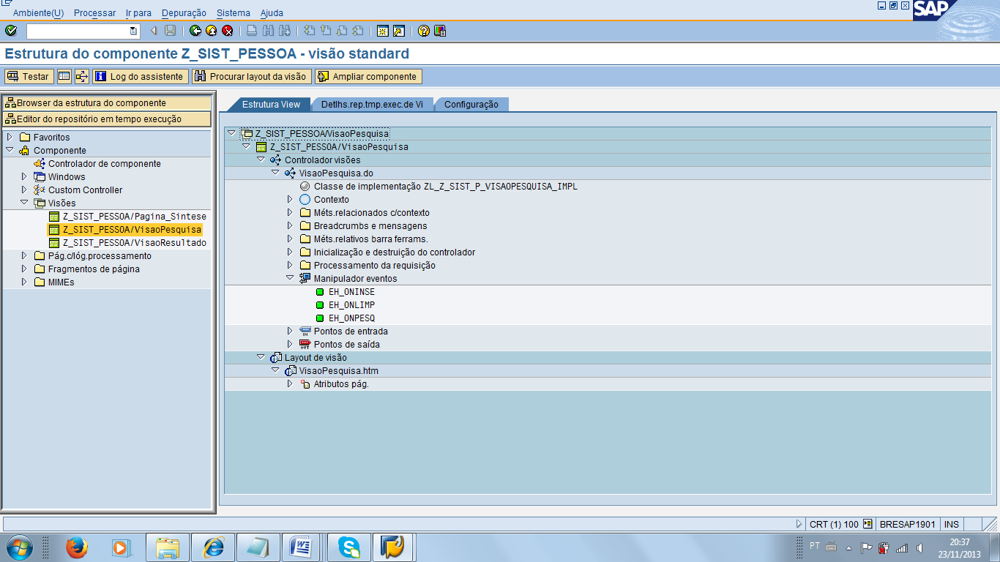 Ambiente(U) Processar Ir para Depuração Sistema Ajuda
SAP
Estrutura do componente Z_SIST_PESSOA - visão standard
Testar Log do assistente Procurar layout da visão Ampliar componente
Browser da estrutura do componente
Editor do repositório em tempo execução
Favoritos
Componente
Controlador de componente
Windows
Custom Controller
Visões
Z_SIST_PESSOA/Pagina_Sintese
Z_SIST_PESSOA/VisaoPesquisa
Z_SIST_PESSOA/VisaoResultado
Pág.c/lóg.processamento
Fragmentos de página
MIMEs
Estrutura View Detlhs.rep.tmp.exec.de Vi Configuração
Z_SIST_PESSOA/VisaoPesquisa
Z_SIST_PESSOA/VisaoPesquisa
Controlador visões
VisaoPesquisa.do
Classe de implementação ZL_Z_SIST_P_VISAOPESQUISA_IMPL
Contexto
Méts.relacionados c/contexto
Breadcrumbs e mensagens
Méts.relativos barra ferrams.
Inicialização e destruição do controlador
Processamento da requisição
Manipulador eventos
EH_ONINSE
EH_ONLIMP
EH_ONPESQ
IN Pontos de entrada
OUT Pontos de saída
Layout de visão
VisaoPesquisa.htm
Atributos pág.
CRT (1) 100 BRESAP1901 INS
PT 20:37
23/11/2013